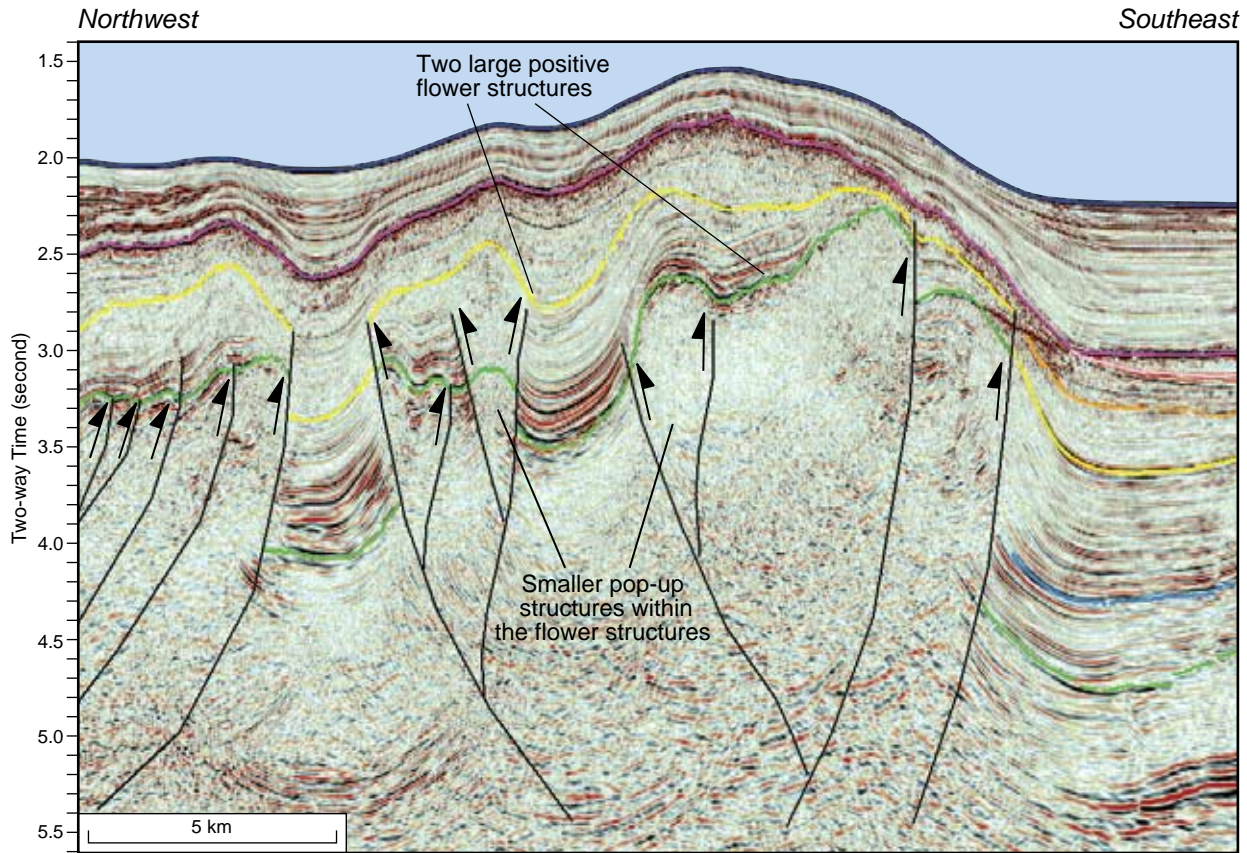 Northwest
Southeast
Two large positive
flower structures
1.5
2.0
2.5
3.0
3.5
4.0
4.5
5.0
5.5
Two-way Time (second)
Smaller pop-up
structures within
the flower structures
5 km